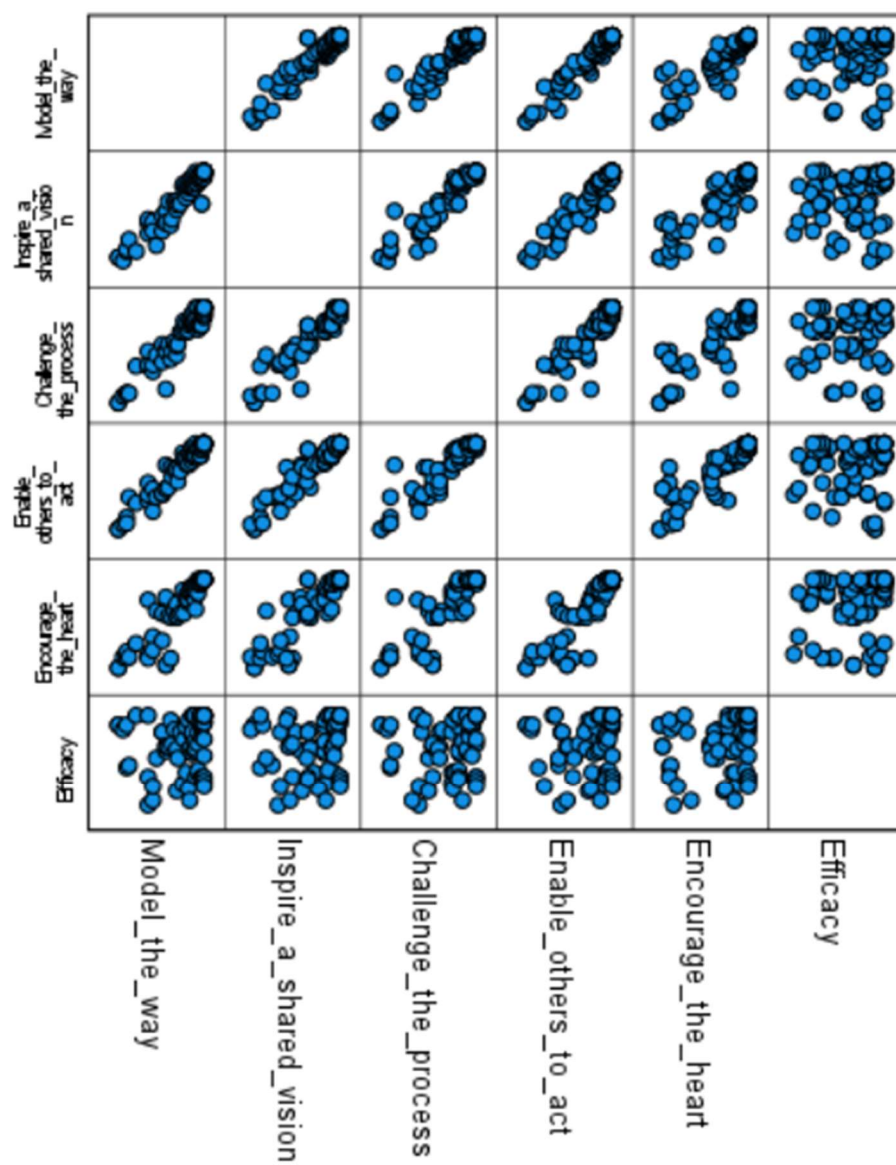 Model_the_
way
Inspire_a_
shared_visio
n
Challenge_
the_process
Enable_
others_to_
act
Encourage_
the_heart
Efficacy
Model_the_way
Inspire_a_shared_vision
Challenge_the_process
Enable_others_to_act
Encourage_the_heart
Efficacy